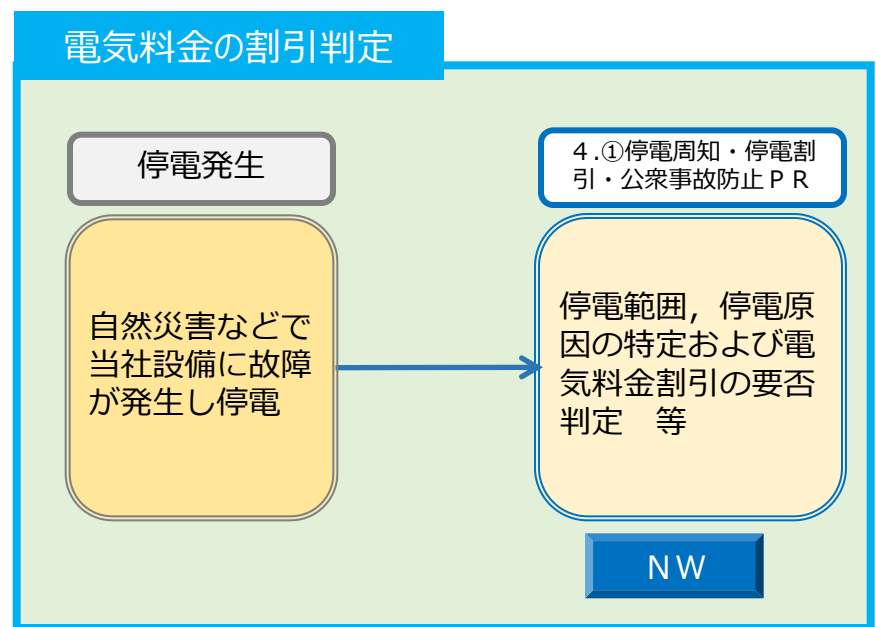 電気料金の割引判定
停電発生
４.①停電周知・停電割
引・公衆事故防止ＰＲ
自然災害などで
当社設備に故障
が発生し停電
停電範囲，停電原
因の特定および電
気料金割引の要否
判定　等
ＮＷ